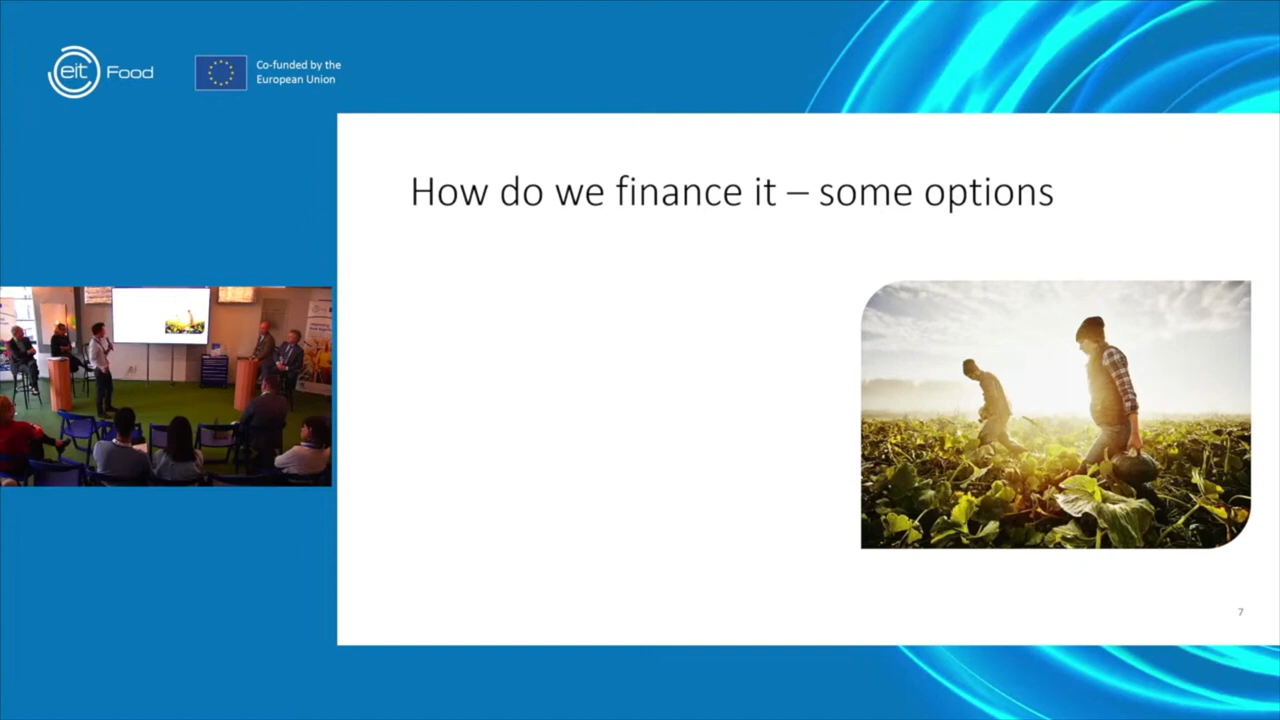 eit Food
Co-funded by the
European Union
How do we finance it – some options
7